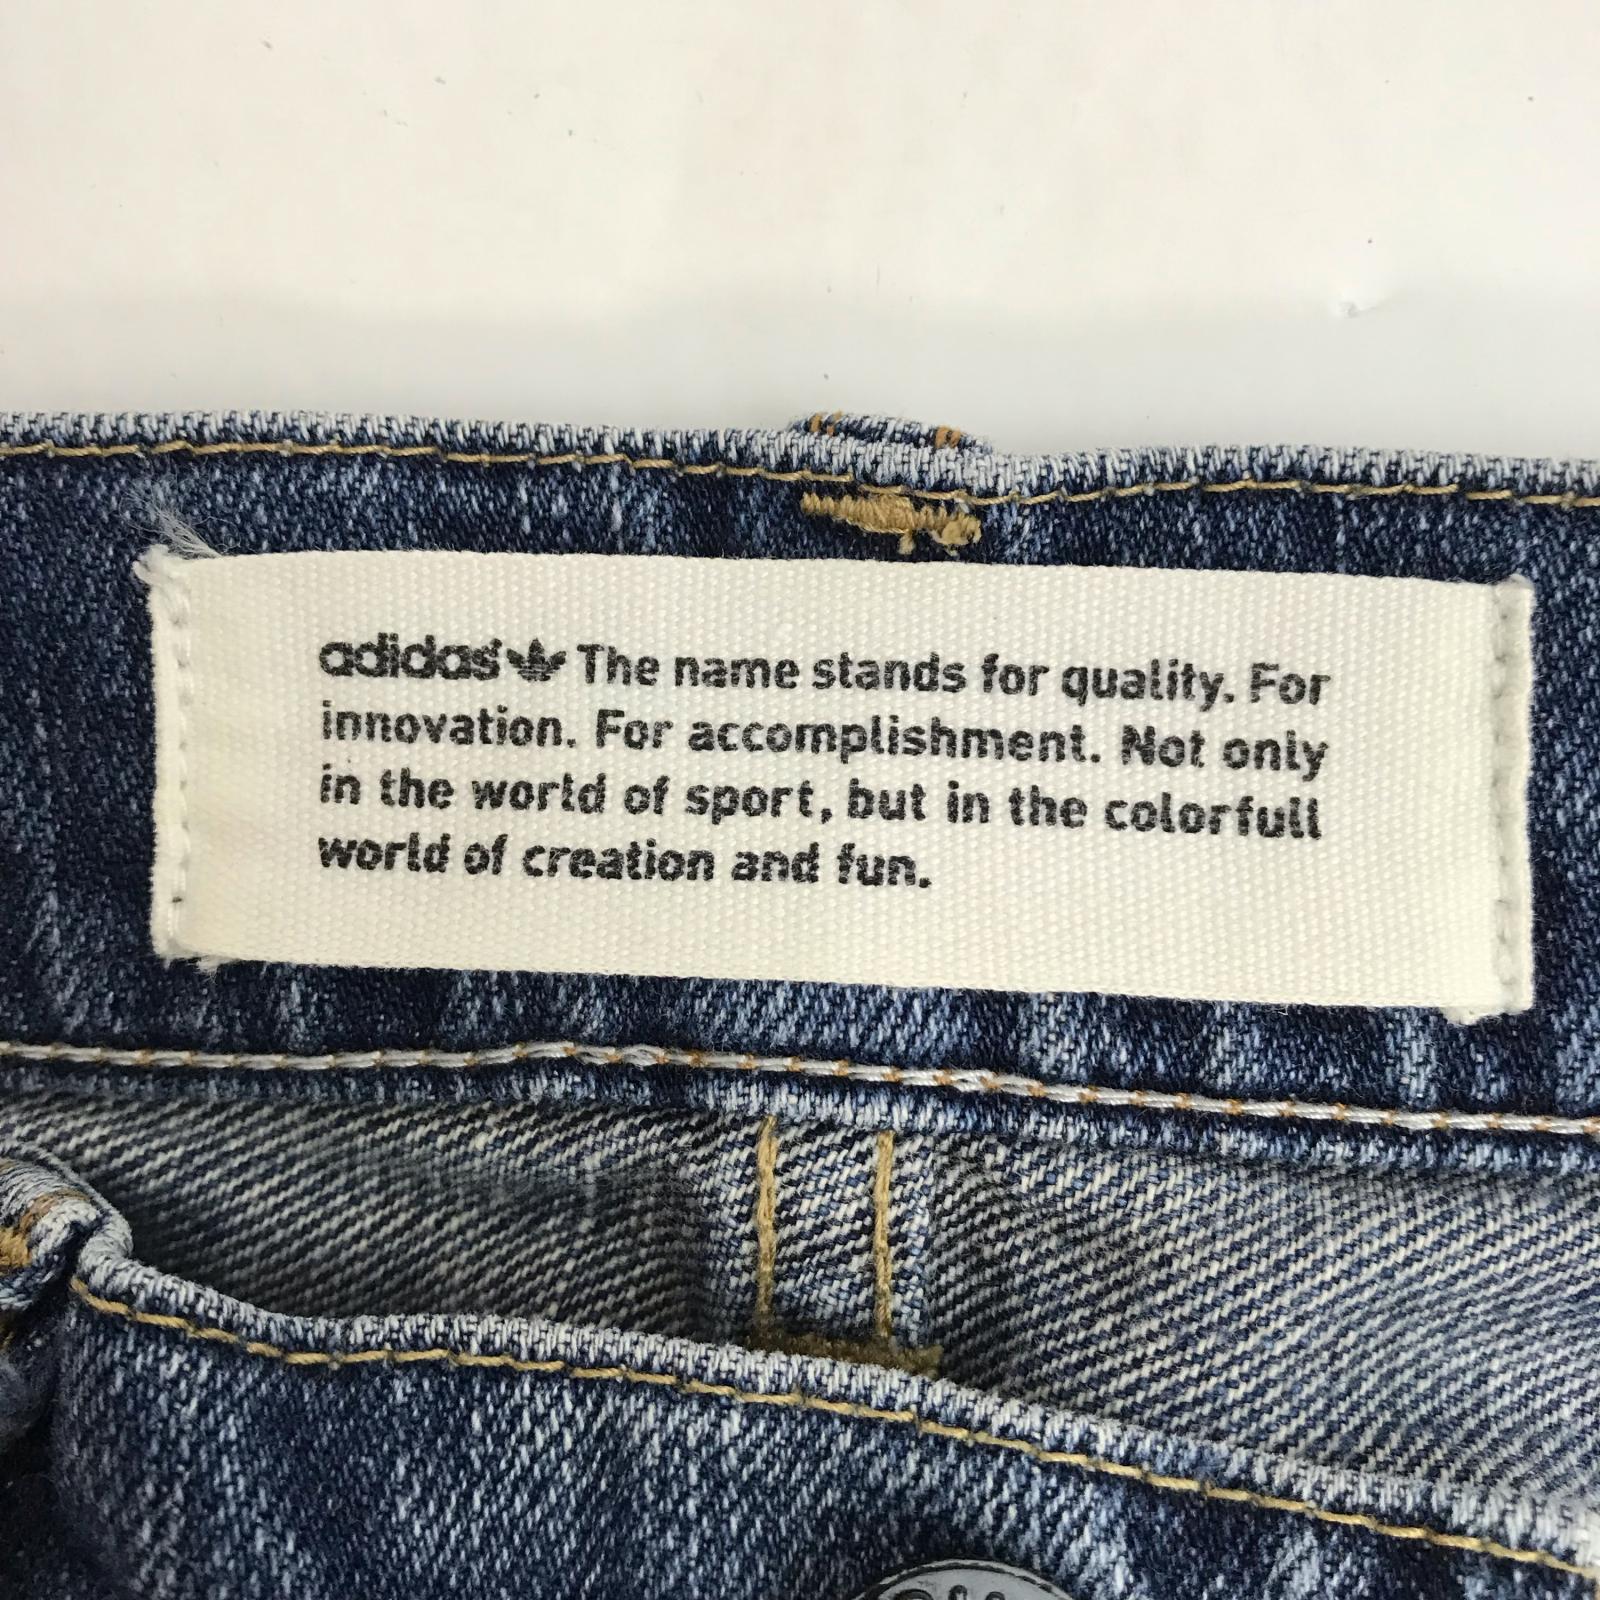 adidas The name stands for quality. For
innovation. For accomplishment. Not only
in the world of sport, but in the colorfull
world of creation and fun.